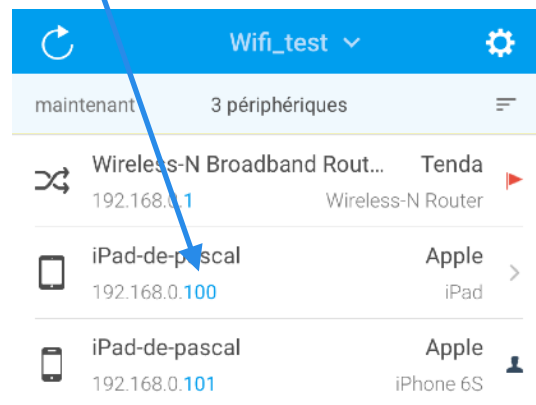 Wifi_test
maintenant 3 périphériques
Wireless-N Broadband Rout... Tenda
192.168.0.1 Wireless-N Router
iPad-de-pascal Apple
192.168.0.100 iPad
iPad-de-pascal Apple
192.168.0.101 iPhone 6S